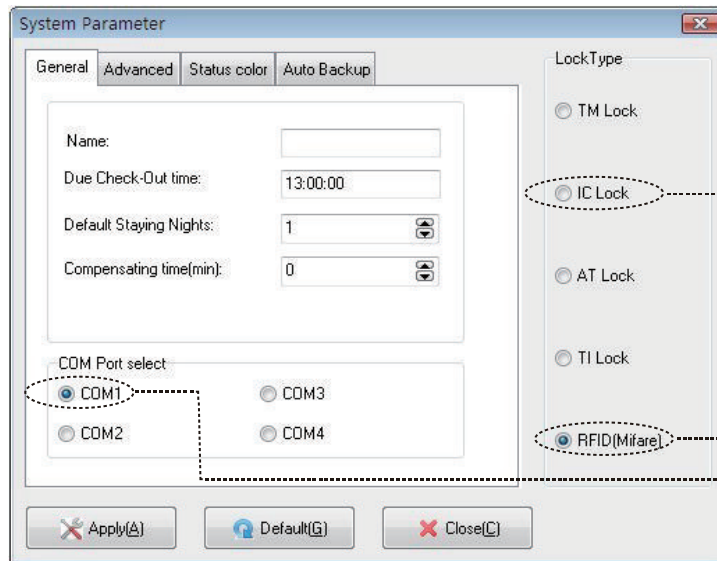 System Parameter
General Advanced Status color Auto Backup
Name:
Due Check-Out time: 13:00:00
Default Staying Nights: 1
Compensating time(min): 0
COM Port select
COM1 COM3
COM2 COM4
LockType
TM Lock
IC Lock
AT Lock
TI Lock
RFID(Mifare)
Apply(A) Default(G) Close(C)